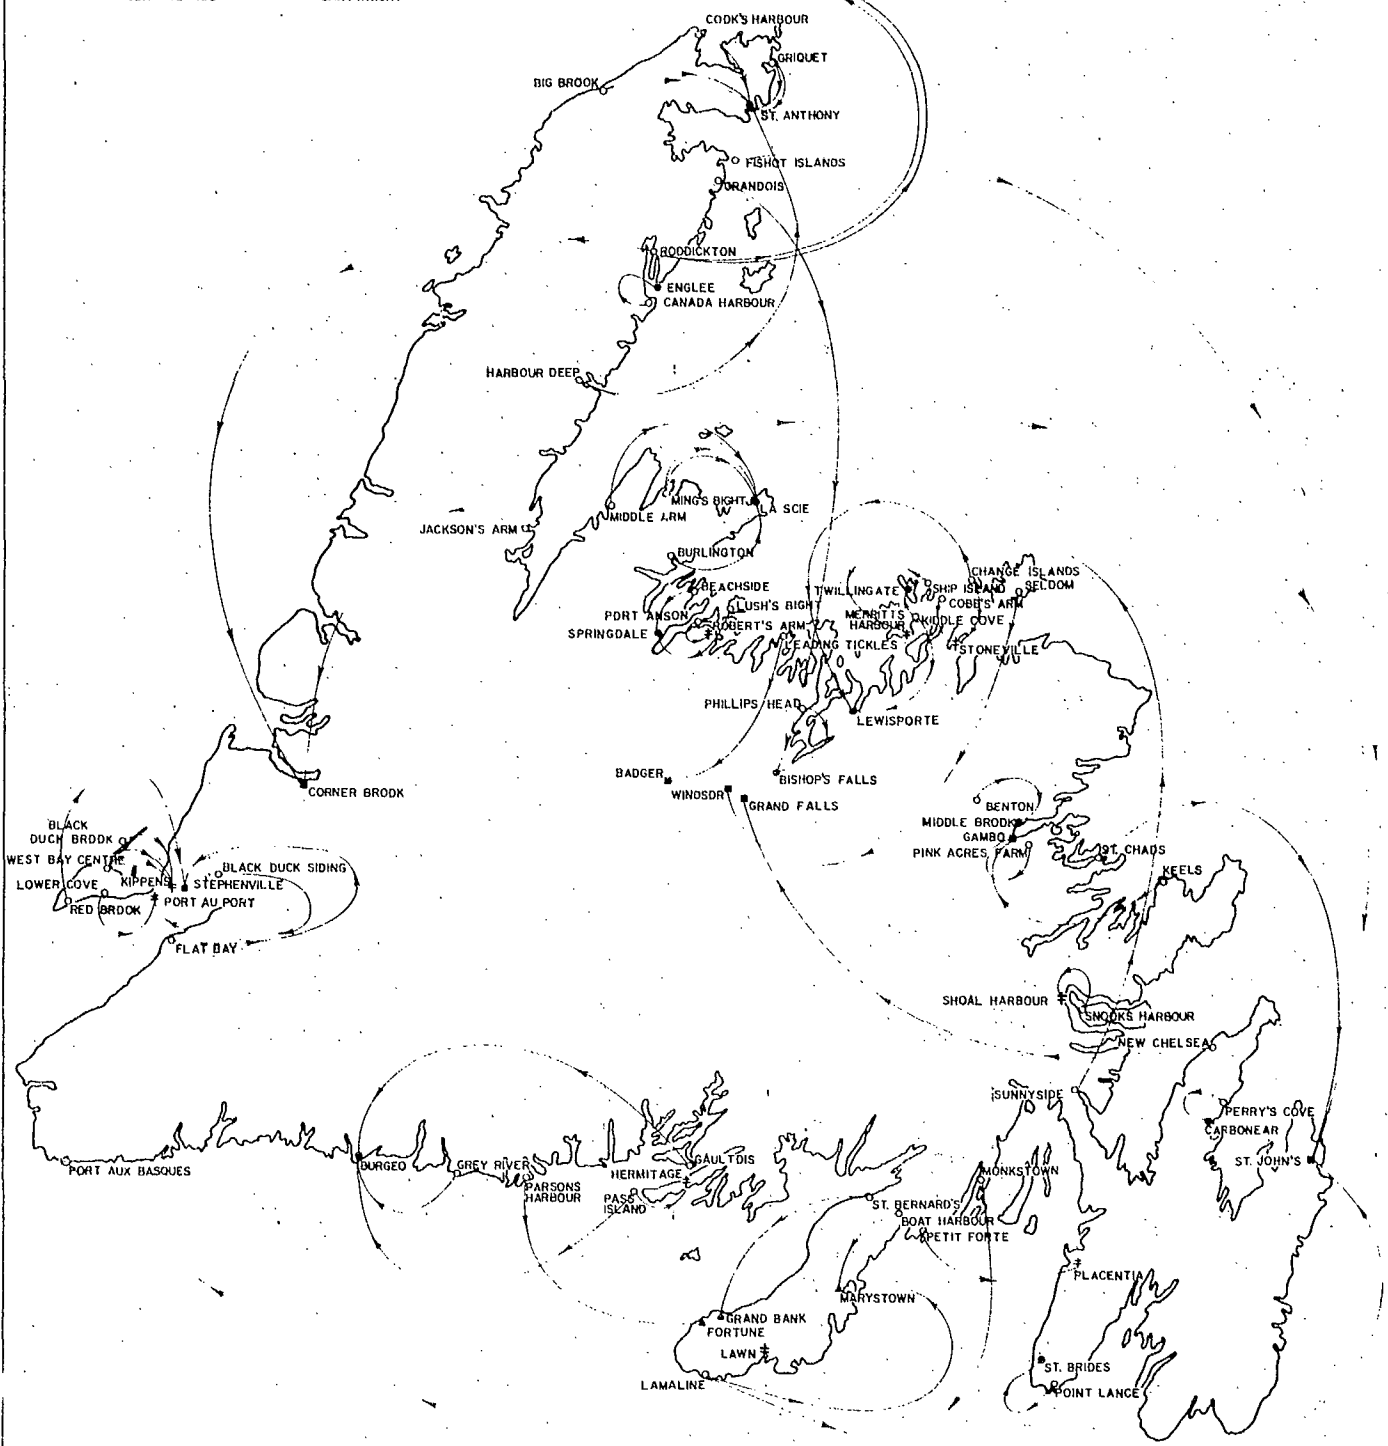 COOK'S HARBOUR
GRIQUET
BIG BROOK
ST. ANTHONY
FISHOT ISLANDS
GRANDOIS
RODDICKTON
ENGLEE
CANADA HARBOUR
HARBOUR DEEP
MING'S BIGHT
LA SCIE
MIDDLE ARM
JACKSON'S ARM
BURLINGTON
CHANGE ISLANDS
BEACHSIDE
TWILLINGATE
SHIP ISLAND
SELDOM
COBB'S ARM
LUSH'S BIGHT
PORT ANSON
MERRITTS
HARBOUR
KIDDLE COVE
ROBERT'S ARM
SPRINGDALE
LEADING TICKLES
STONEVILLE
PHILLIPS HEAD
LEWISPORTE
BADGER
BISHOP'S FALLS
WINDSOR
GRAND FALLS
CORNER BROOK
BENTON
MIDDLE BROOK
GAMBO
PINK ACRES FARM
ST. CHADS
KEELS
BLACK
DUCK BROOK
WEST BAY CENTRE
BLACK DUCK SIDING
LOWER COVE
KIPPENS
STEPHENVILLE
RED BROOK
PORT AU PORT
FLAT BAY
SHOAL HARBOUR
SNOOKS HARBOUR
NEW CHELSEA
SUNNYSIDE
PERRY'S COVE
CARBONEAR
ST. JOHN'S
PORT AUX BASQUES
BURGEO
GREY RIVER
HERMITAGE
GAULTOIS
MONKSTOWN
PARSONS
HARBOUR
PASS
ISLAND
ST. BERNARD'S
BOAT HARBOUR
PETIT FORTE
PLACENTIA
MARYSTOWN
GRAND BANK
FORTUNE
LAWN
ST. BRIDES
LAMALINE
POINT LANCE